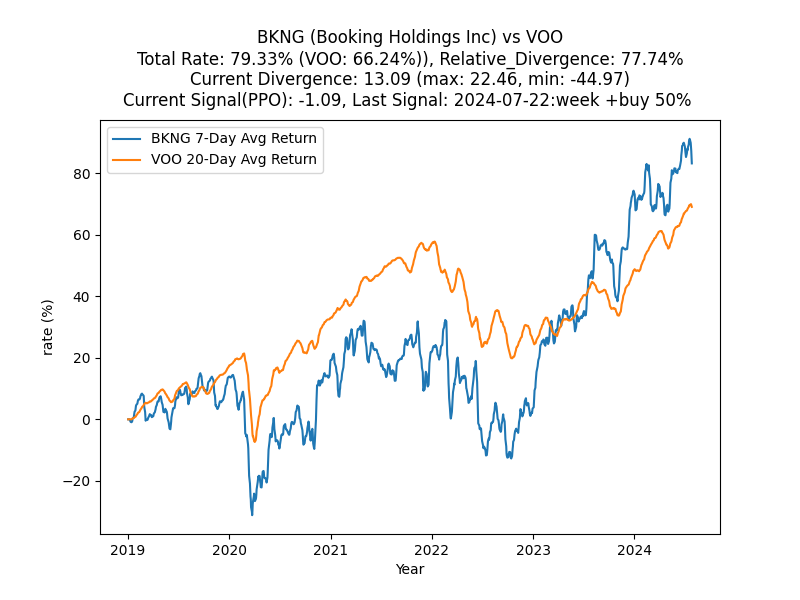 BKNG (Booking Holdings Inc) vs VOO
Total Rate: 79.33% (VOO: 66.24%)), Relative_Divergence: 77.74%
Current Divergence: 13.09 (max: 22.46, min: -44.97)
Current Signal(PPO): -1.09, Last Signal: 2024-07-22:week +buy 50%
BKNG 7-Day Avg Return
VOO 20-Day Avg Return
80
60
40
20
0
−20
rate (%)
2019 2020 2021 2022 2023 2024
Year